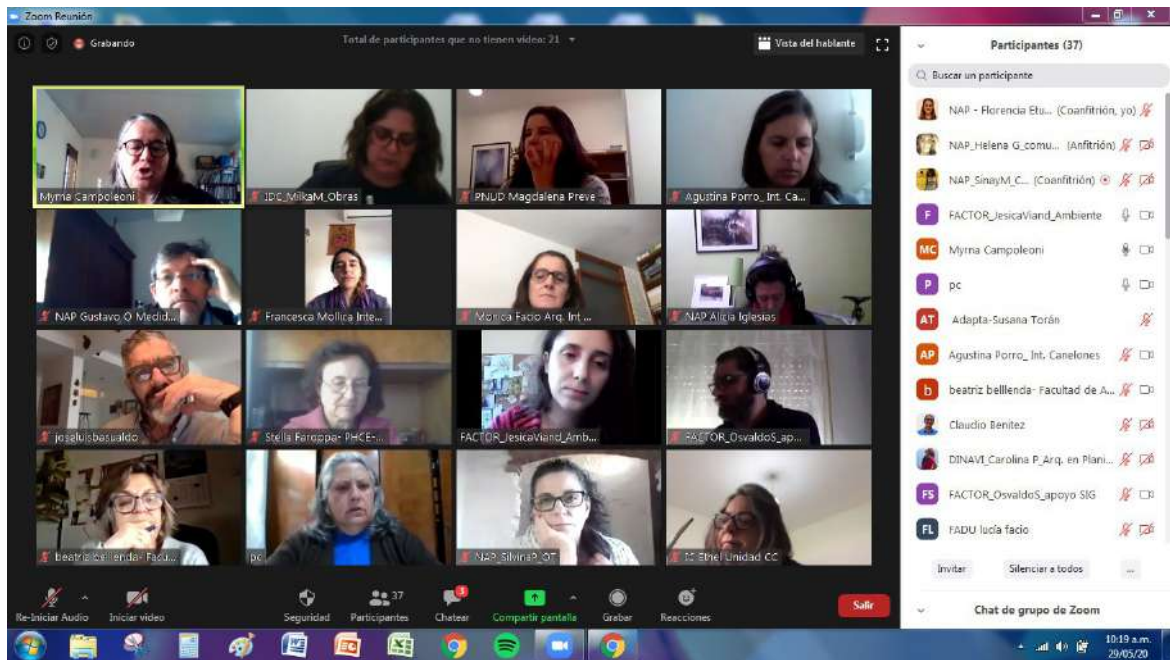 Zoom Reunión
Grabando
Total de participantes que no tienen video: 21
Vista del hablante
Myrna Campoleoni
IDC_MilkaM_Obras
PNUD Magdalena Preve
Agustina Porro_ Int. Ca...
NAP Gustavo O Medid...
Francesca Mollica Inte...
Monica Facio Arq. Int ...
NAP Alicia Iglesias
joseluisbasualdo
Stella Faroppa- PHCE-...
FACTOR_JesicaViand_Amb...
FACTOR_OsvaldoS_ap...
beatriz bellenda- Facu...
pc
NAP_SilvinaP_OT
IC Ethel Unidad CC
Re-Iniciar Audio
Iniciar video
Seguridad
37
Participantes
3
Chatear
Compartir pantalla
Grabar
Reacciones
Salir
Participantes (37)
Buscar un participante
NAP - Florencia Etu... (Coanfitrión, yo)
NAP_Helena G_comu... (Anfitrión)
NAP_SinayM_C... (Coanfitrión)
F FACTOR_JesicaViand_Ambiente
MC Myrna Campoleoni
P pc
AT Adapta-Susana Torán
AP Agustina Porro_ Int. Canelones
b beatriz belllenda- Facultad de A...
Claudio Benitez
DINAVI_Carolina P_Arq. en Plani...
FS FACTOR_OsvaldoS_apoyo SIG
FL FADU lucía facio
Invitar
Silenciar a todos
...
Chat de grupo de Zoom
10:19 a.m.
29/05/20